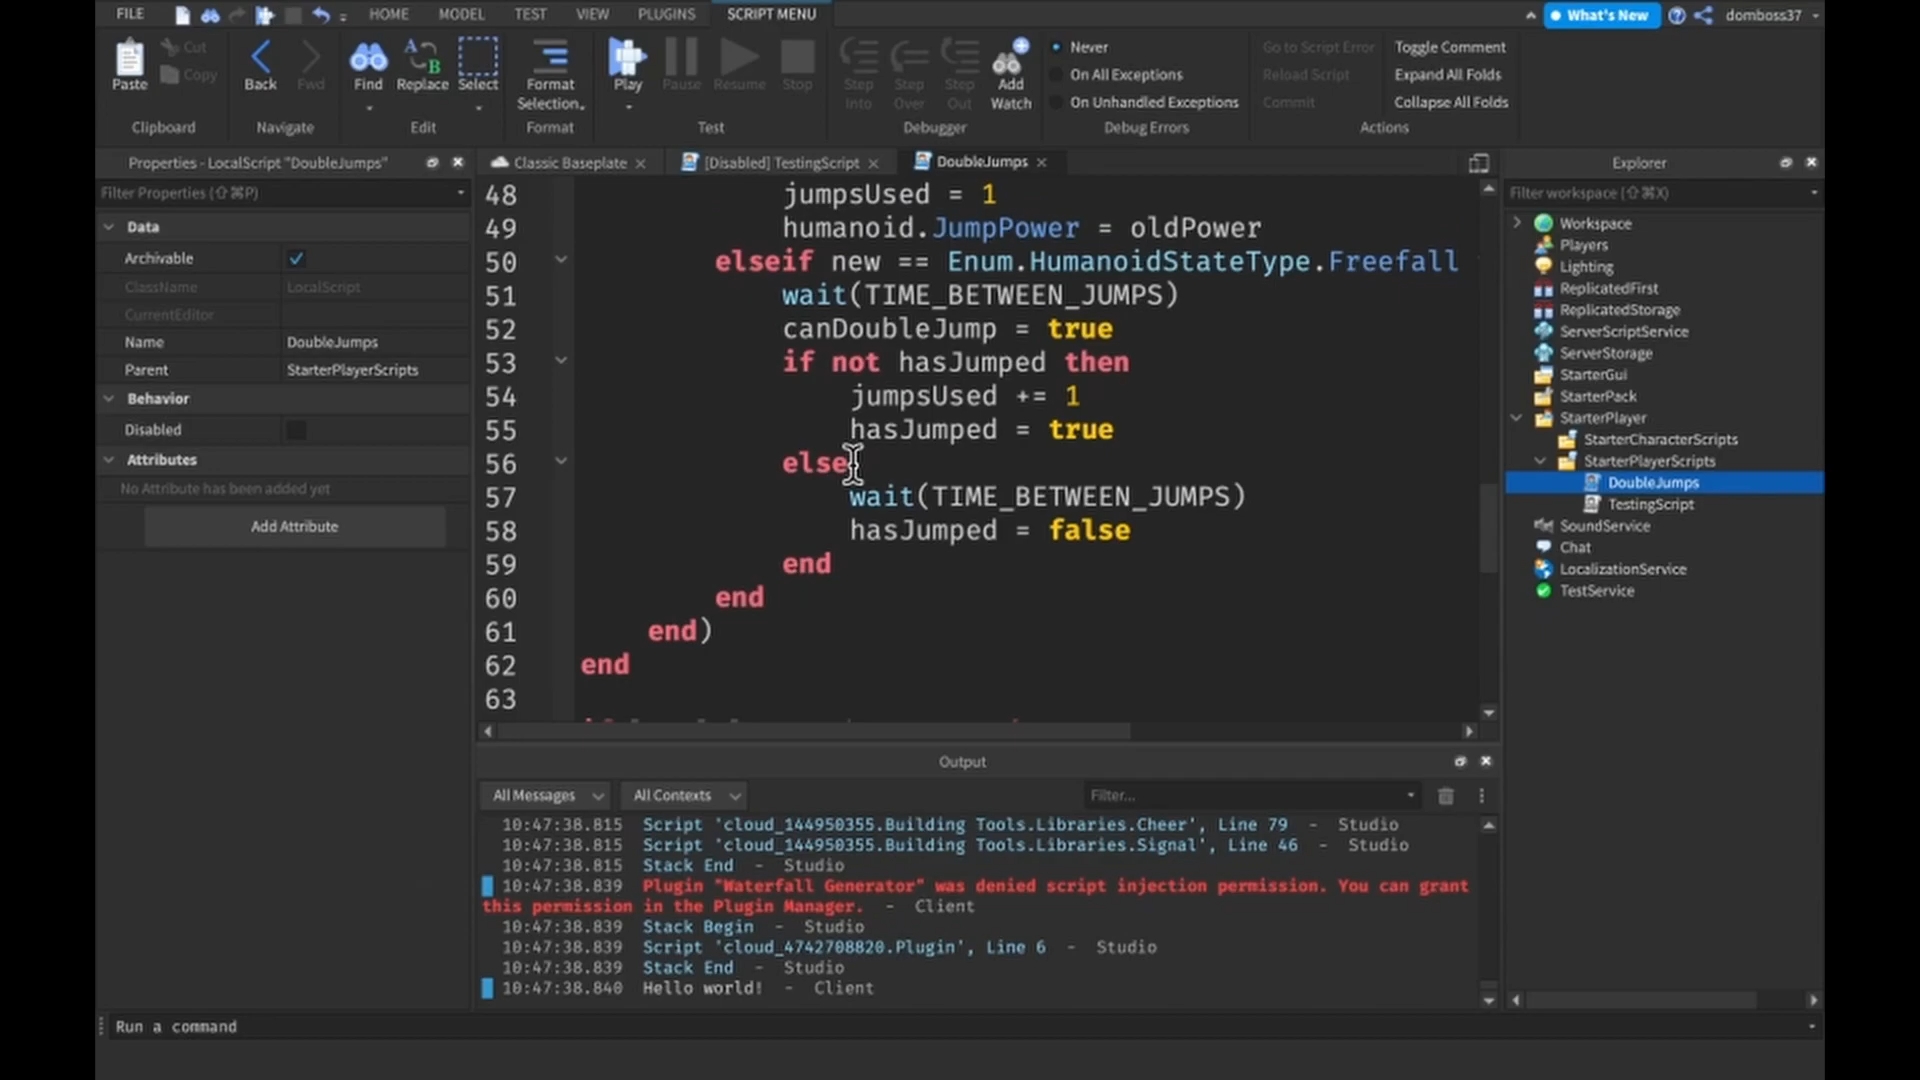 FILE HOME MODEL TEST VIEW PLUGINS SCRIPT MENU What's New domboss37
Paste Cut Copy Back Fwd Find Replace Select Format Selection Play Pause Resume Stop Step Into Step Over Step Out Add Watch
Never Go to Script Error Toggle Comment
On All Exceptions Reload Script Expand All Folds
On Unhandled Exceptions Commit Collapse All Folds
Clipboard Navigate Edit Format Test Debugger Debug Errors Actions
Properties - LocalScript "DoubleJumps"
Filter Properties (⇧⌘P)
Data
Archivable
ClassName LocalScript
CurrentEditor
Name DoubleJumps
Parent StarterPlayerScripts
Behavior
Disabled
Attributes
No Attribute has been added yet
Add Attribute
Classic Baseplate [Disabled] TestingScript DoubleJumps
48 jumpsUsed = 1
49 humanoid.JumpPower = oldPower
50 elseif new == Enum.HumanoidStateType.Freefall
51 wait(TIME_BETWEEN_JUMPS)
52 canDoubleJump = true
53 if not hasJumped then
54 jumpsUsed += 1
55 hasJumped = true
56 else
57 wait(TIME_BETWEEN_JUMPS)
58 hasJumped = false
59 end
60 end
61 end)
62 end
63
Output
All Messages All Contexts Filter...
10:47:38.815 Script 'cloud_144950355.Building Tools.Libraries.Cheer', Line 79 - Studio
10:47:38.815 Script 'cloud_144950355.Building Tools.Libraries.Signal', Line 46 - Studio
10:47:38.815 Stack End - Studio
10:47:38.839 Plugin "Waterfall Generator" was denied script injection permission. You can grant
this permission in the Plugin Manager. - Client
10:47:38.839 Stack Begin - Studio
10:47:38.839 Script 'cloud_4742708820.Plugin', Line 6 - Studio
10:47:38.839 Stack End - Studio
10:47:38.840 Hello world! - Client
Explorer
Filter workspace (⇧⌘X)
Workspace
Players
Lighting
ReplicatedFirst
ReplicatedStorage
ServerScriptService
ServerStorage
StarterGui
StarterPack
StarterPlayer
StarterCharacterScripts
StarterPlayerScripts
DoubleJumps
TestingScript
SoundService
Chat
LocalizationService
TestService
Run a command